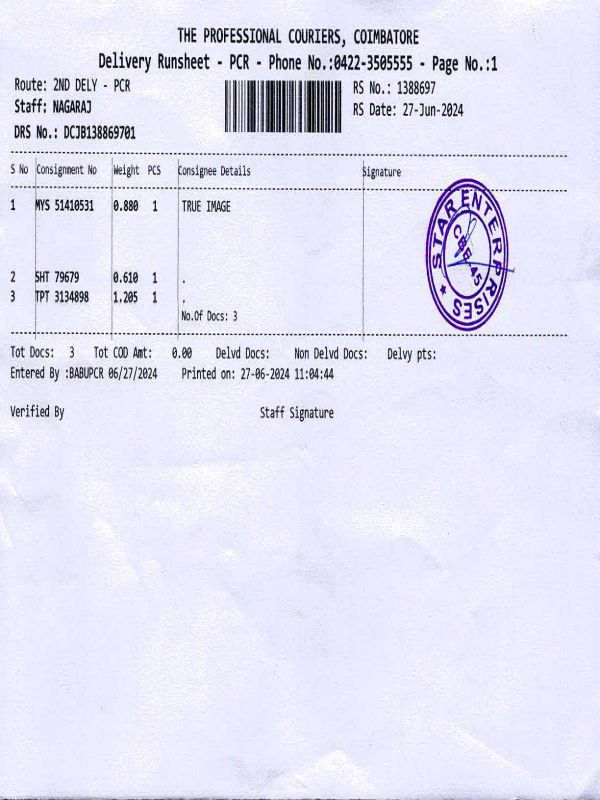 THE PROFESSIONAL COURIERS, COIMBATORE
Delivery Runsheet - PCR - Phone No.:0422-3505555 - Page No.:1
Route: 2ND DELY - PCR RS No.: 1388697
Staff: NAGARAJ RS Date: 27-Jun-2024
DRS No.: DCJB138869701
S No Consignment No Weight PCS Consignee Details Signature
1 MYS 51410531 0.880 1 TRUE IMAGE
2 SHT 79679 0.610 1 .
3 TPT 3134898 1.205 1 .
No.Of Docs: 3
STAR ENTERPRISES
CBE-45
Tot Docs: 3 Tot COD Amt: 0.00 Delvd Docs: Non Delvd Docs: Delvy pts:
Entered By :BABUPCR 06/27/2024 Printed on: 27-06-2024 11:04:44
Verified By Staff Signature